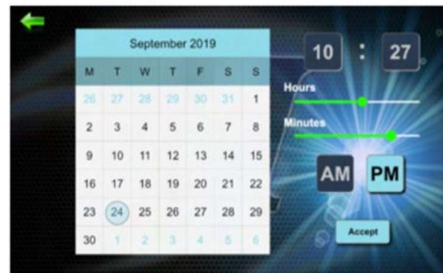 September 2019
M T W T F S S
26 27 28 29 30 31 1
2 3 4 5 6 7 8
9 10 11 12 13 14 15
16 17 18 19 20 21 22
23 24 25 26 27 28 29
30 1 2 3 4 5 6
10 : 27
Hours
Minutes
AM PM
Accept